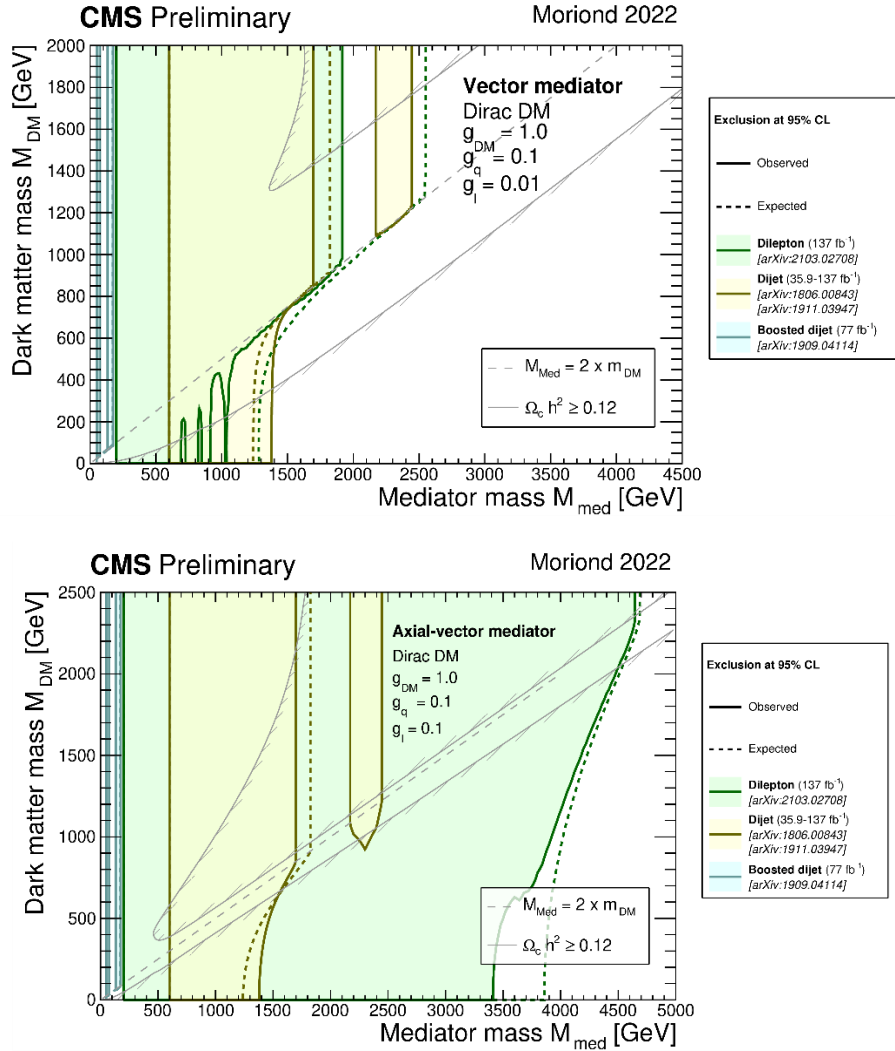 CMS Preliminary
Moriond 2022
Dark matter mass M_DM [GeV]
2000
1800
1600
1400
1200
1000
800
600
400
200
0
Vector mediator
Dirac DM
g_DM = 1.0
g_q = 0.1
g_l = 0.01
M_Med = 2 x m_DM
Ω_c h² ≥ 0.12
0 500 1000 1500 2000 2500 3000 3500 4000 4500
Mediator mass M_med [GeV]
Exclusion at 95% CL
Observed
Expected
Dilepton (137 fb⁻¹)
[arXiv:2103.02708]
Dijet (35.9-137 fb⁻¹)
[arXiv:1806.00843]
[arXiv:1911.03947]
Boosted dijet (77 fb⁻¹)
[arXiv:1909.04114]
CMS Preliminary
Moriond 2022
Dark matter mass M_DM [GeV]
2500
2000
1500
1000
500
0
Axial-vector mediator
Dirac DM
g_DM = 1.0
g_q = 0.1
g_l = 0.1
M_Med = 2 x m_DM
Ω_c h² ≥ 0.12
0 500 1000 1500 2000 2500 3000 3500 4000 4500 5000
Mediator mass M_med [GeV]
Exclusion at 95% CL
Observed
Expected
Dilepton (137 fb⁻¹)
[arXiv:2103.02708]
Dijet (35.9-137 fb⁻¹)
[arXiv:1806.00843]
[arXiv:1911.03947]
Boosted dijet (77 fb⁻¹)
[arXiv:1909.04114]